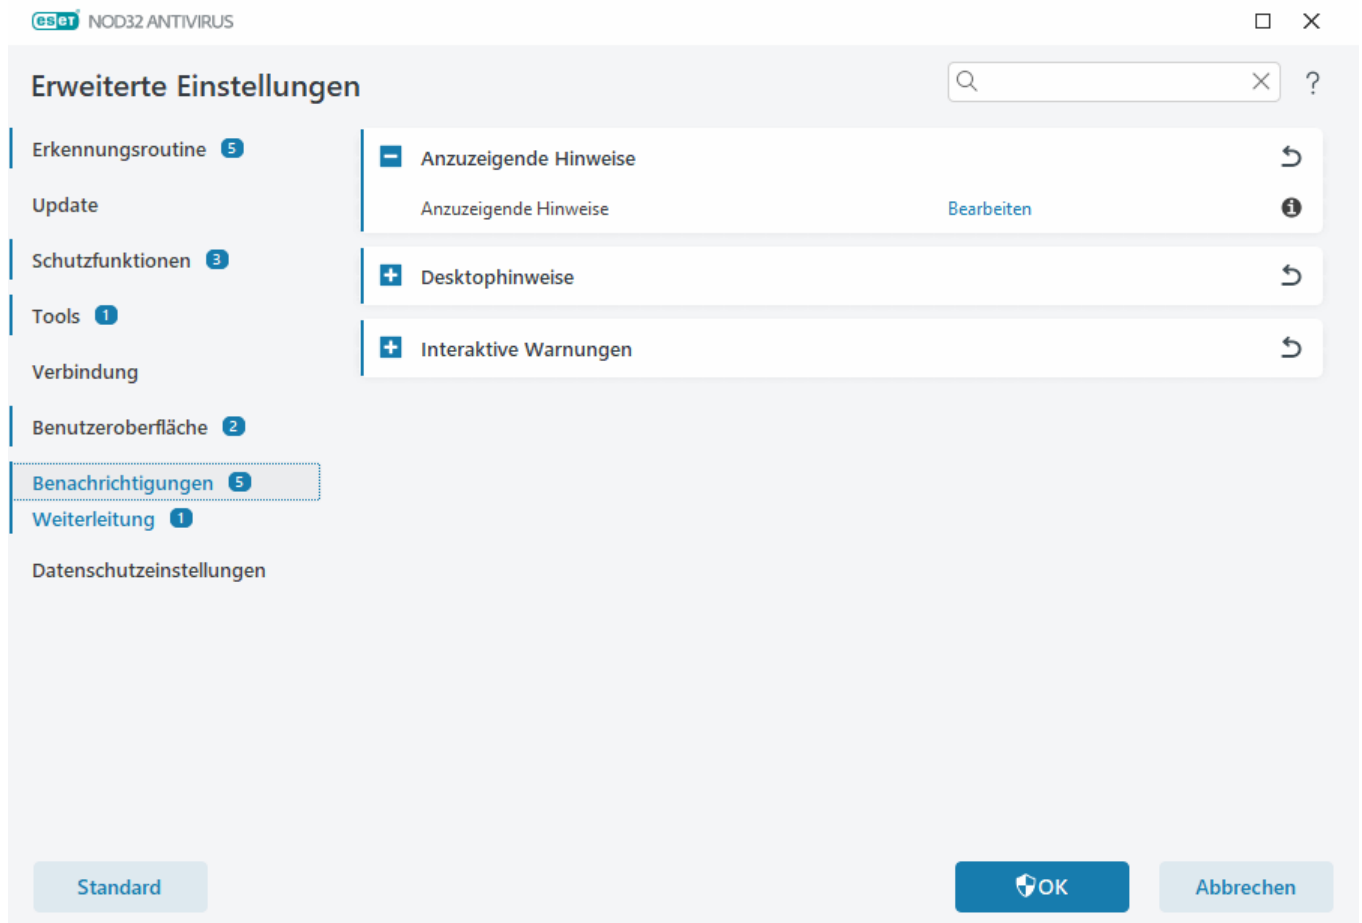 eset NOD32 ANTIVIRUS
Erweiterte Einstellungen
?
Erkennungsroutine 5
Update
Schutzfunktionen 3
Tools 1
Verbindung
Benutzeroberfläche 2
Benachrichtigungen 5
Weiterleitung 1
Datenschutzeinstellungen
Anzuzeigende Hinweise
Anzuzeigende Hinweise Bearbeiten
Desktophinweise
Interaktive Warnungen
Standard
OK
Abbrechen